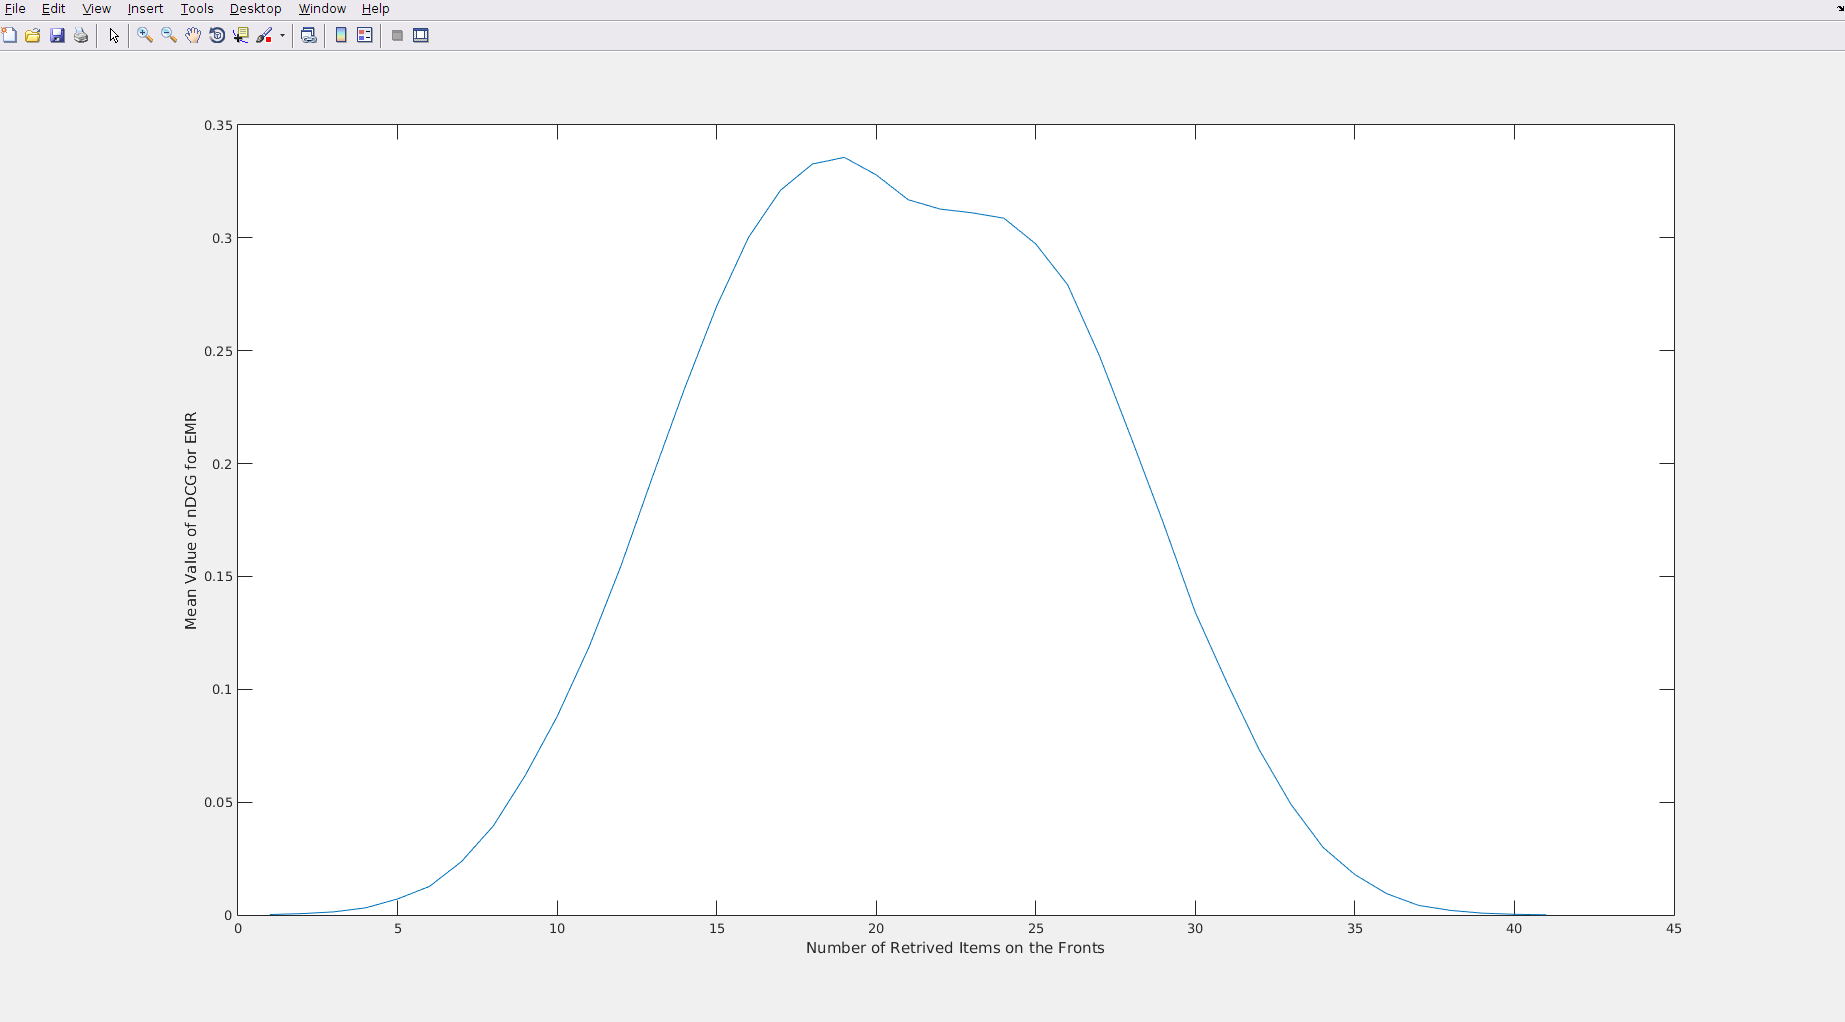 File Edit View Insert Tools Desktop Window Help
0.35
0.3
0.25
0.2
0.15
0.1
0.05
0
Mean Value of nDCG for EMR
0 5 10 15 20 25 30 35 40 45
Number of Retrived Items on the Fronts